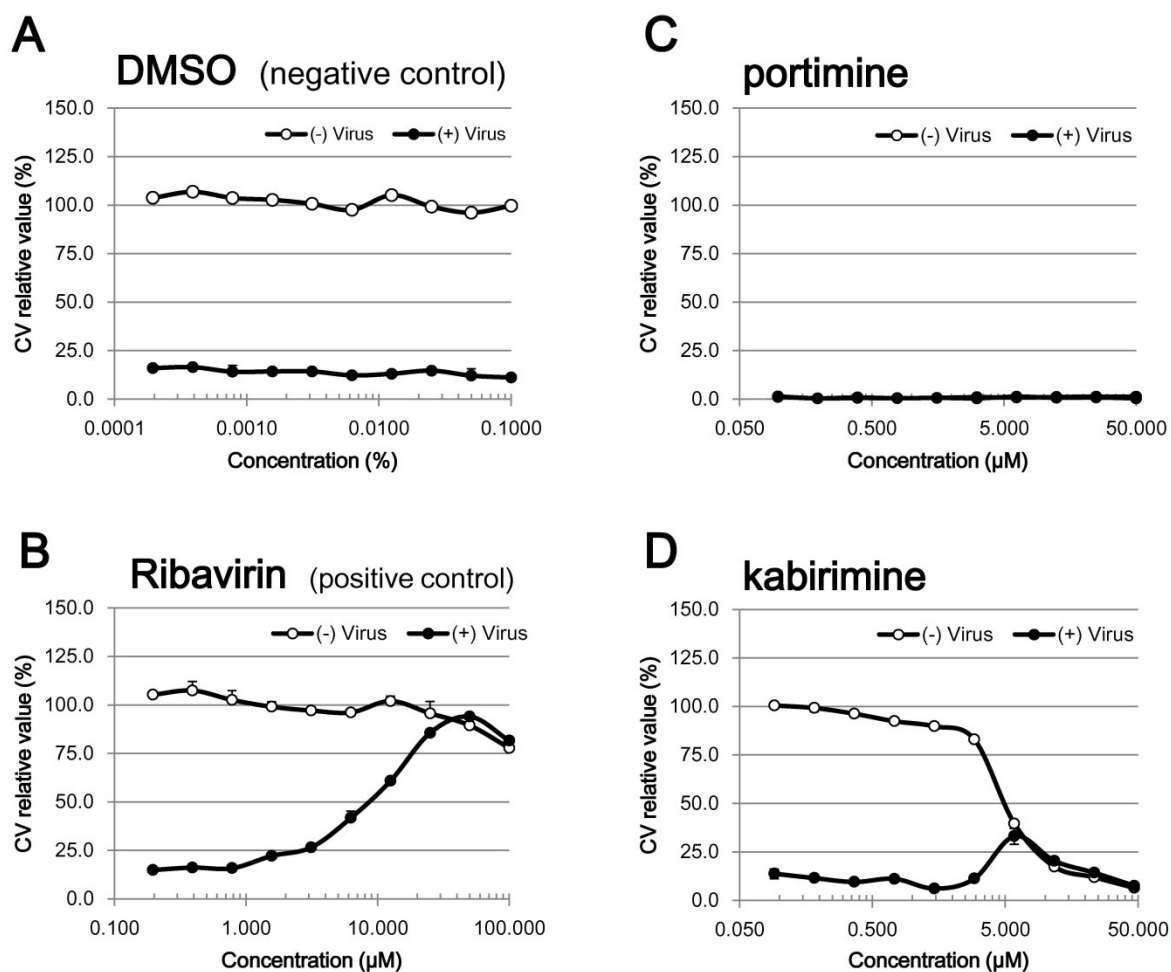 A
DMSO (negative control)
150.0
125.0
100.0
75.0
50.0
25.0
0.0
CV relative value (%)
(-) Virus (+) Virus
0.0001 0.0010 0.0100 0.1000
Concentration (%)
C
portimine
150.0
125.0
100.0
75.0
50.0
25.0
0.0
CV relative value (%)
(-) Virus (+) Virus
0.050 0.500 5.000 50.000
Concentration (µM)
B
Ribavirin (positive control)
150.0
125.0
100.0
75.0
50.0
25.0
0.0
CV relative value (%)
(-) Virus (+) Virus
0.100 1.000 10.000 100.000
Concentration (µM)
D
kabirimine
150.0
125.0
100.0
75.0
50.0
25.0
0.0
CV relative value (%)
(-) Virus (+) Virus
0.050 0.500 5.000 50.000
Concentration (µM)